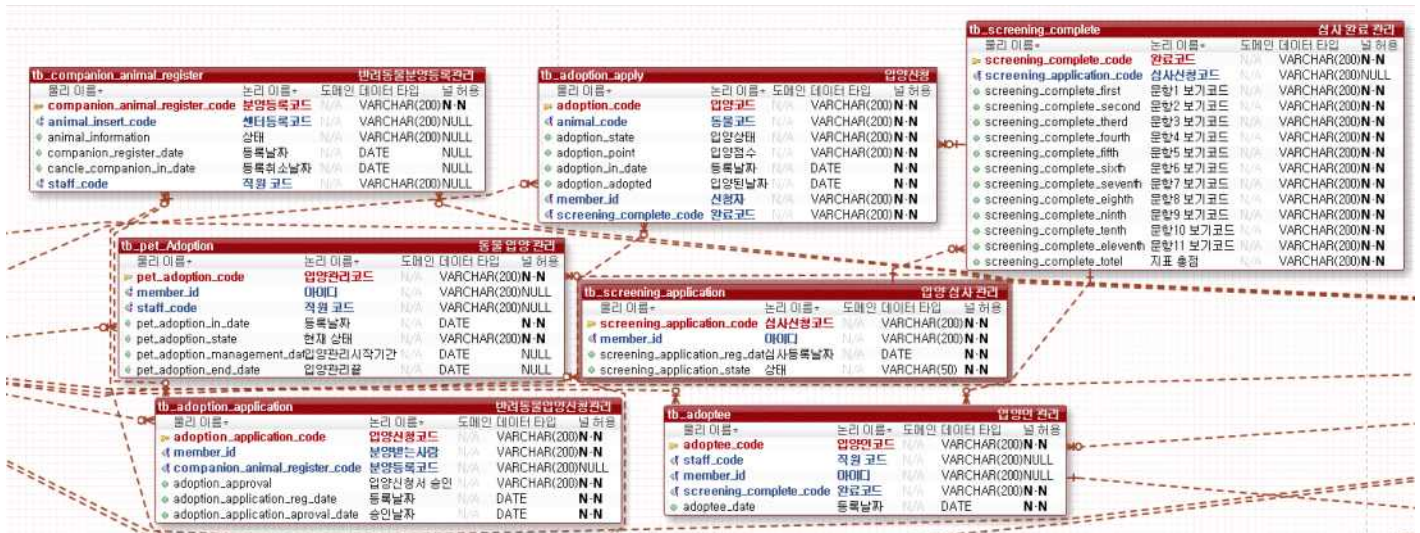 tb_companion_animal_register 반려동물분양등록관리
물리 이름 논리 이름 도메인 데이터 타입 널 허용
companion_animal_register_code 분양등록코드 N/A VARCHAR(200) N-N
animal_insert_code 센터등록코드 N/A VARCHAR(200) NULL
animal_information 상태 N/A VARCHAR(200) NULL
companion_register_date 등록날짜 N/A DATE NULL
cancle_companion_in_date 등록취소날짜 N/A DATE NULL
staff_code 직원 코드 N/A VARCHAR(200) NULL
tb_adoption_apply 입양신청
물리 이름 논리 이름 도메인 데이터 타입 널 허용
adoption_code 입양코드 N/A VARCHAR(200) N-N
animal_code 동물코드 N/A VARCHAR(200) N-N
adoption_state 입양상태 N/A VARCHAR(200) N-N
adoption_point 입양점수 N/A VARCHAR(200) N-N
adoption_in_date 등록날짜 N/A DATE N-N
adoption_adopted 입양된날짜 N/A DATE N-N
member_id 신청자 N/A VARCHAR(200) N-N
screening_complete_code 완료코드 N/A VARCHAR(200) N-N
tb_screening_complete 심사 완료 관리
물리 이름 논리 이름 도메인 데이터 타입 널 허용
screening_complete_code 완료코드 N/A VARCHAR(200) N-N
screening_application_code 심사신청코드 N/A VARCHAR(200) NULL
screening_complete_first 문항1 보기코드 N/A VARCHAR(200) N-N
screening_complete_second 문항2 보기코드 N/A VARCHAR(200) N-N
screening_complete_therd 문항3 보기코드 N/A VARCHAR(200) N-N
screening_complete_fourth 문항4 보기코드 N/A VARCHAR(200) N-N
screening_complete_fifth 문항5 보기코드 N/A VARCHAR(200) N-N
screening_complete_sixth 문항6 보기코드 N/A VARCHAR(200) N-N
screening_complete_seventh 문항7 보기코드 N/A VARCHAR(200) N-N
screening_complete_eighth 문항8 보기코드 N/A VARCHAR(200) N-N
screening_complete_ninth 문항9 보기코드 N/A VARCHAR(200) N-N
screening_complete_tenth 문항10 보기코드 N/A VARCHAR(200) N-N
screening_complete_eleventh 문항11 보기코드 N/A VARCHAR(200) N-N
screening_complete_totel 지표 총점 N/A VARCHAR(200) N-N
tb_pet_Adoption 동물 입양 관리
물리 이름 논리 이름 도메인 데이터 타입 널 허용
pet_adoption_code 입양관리코드 N/A VARCHAR(200) N-N
member_id 아이디 N/A VARCHAR(200) NULL
staff_code 직원 코드 N/A VARCHAR(200) NULL
pet_adoption_in_date 등록날짜 N/A DATE N-N
pet_adoption_state 현재 상태 N/A VARCHAR(200) N-N
pet_adoption_management_dat 입양관리시작기간 N/A DATE NULL
pet_adoption_end_date 입양관리끝 N/A DATE NULL
tb_screening_application 입양 심사 관리
물리 이름 논리 이름 도메인 데이터 타입 널 허용
screening_application_code 심사신청코드 N/A VARCHAR(200) N-N
member_id 아이디 N/A VARCHAR(200) N-N
screening_application_reg_dat 심사등록날짜 N/A DATE N-N
screening_application_state 상태 N/A VARCHAR(50) N-N
tb_adoption_application 반려동물입양신청관리
물리 이름 논리 이름 도메인 데이터 타입 널 허용
adoption_application_code 입양신청코드 N/A VARCHAR(200) N-N
member_id 분양받는사람 N/A VARCHAR(200) N-N
companion_animal_register_code 분양등록코드 N/A VARCHAR(200) NULL
adoption_approval 입양신청서 승인 N/A VARCHAR(200) N-N
adoption_application_reg_date 등록날짜 N/A DATE N-N
adoption_application_aproval_date 승인날짜 N/A DATE N-N
tb_adoptee 입양인 관리
물리 이름 논리 이름 도메인 데이터 타입 널 허용
adoptee_code 입양인코드 N/A VARCHAR(200) N-N
staff_code 직원 코드 N/A VARCHAR(200) NULL
member_id 아이디 N/A VARCHAR(200) NULL
screening_complete_code 완료코드 N/A VARCHAR(200) N-N
adoptee_date 등록날짜 N/A DATE N-N